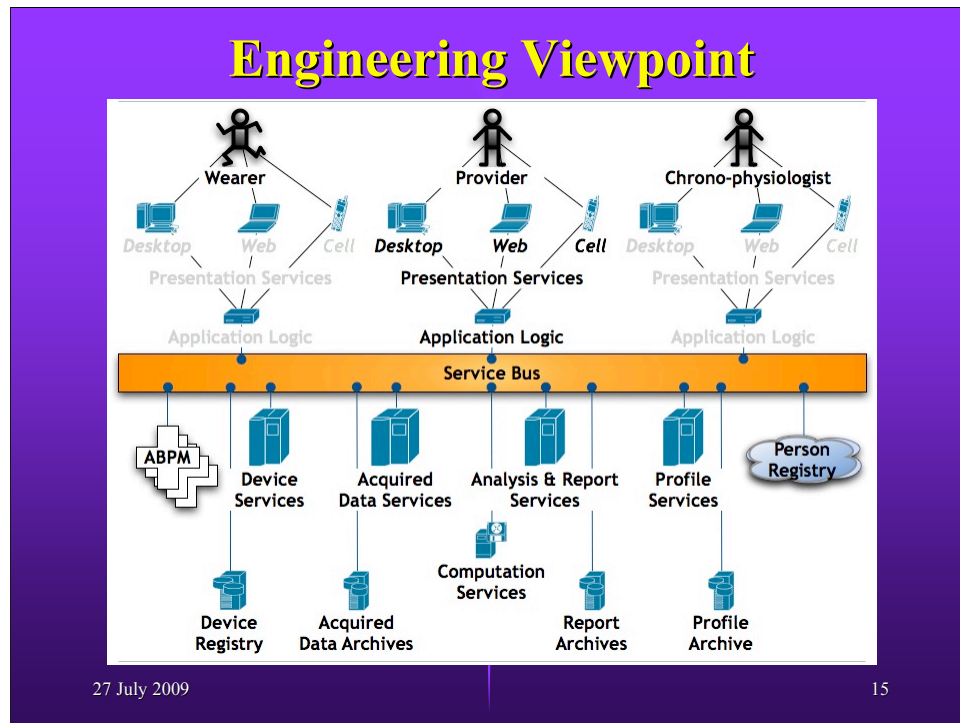 Engineering Viewpoint
Wearer
Provider
Chrono-physiologist
Desktop Web Cell
Desktop Web Cell
Desktop Web Cell
Presentation Services
Presentation Services
Presentation Services
Application Logic
Application Logic
Application Logic
Service Bus
ABPM
Device
Services
Acquired
Data Services
Analysis & Report
Services
Profile
Services
Person
Registry
Computation
Services
Device
Registry
Acquired
Data Archives
Report
Archives
Profile
Archive
27 July 2009
15